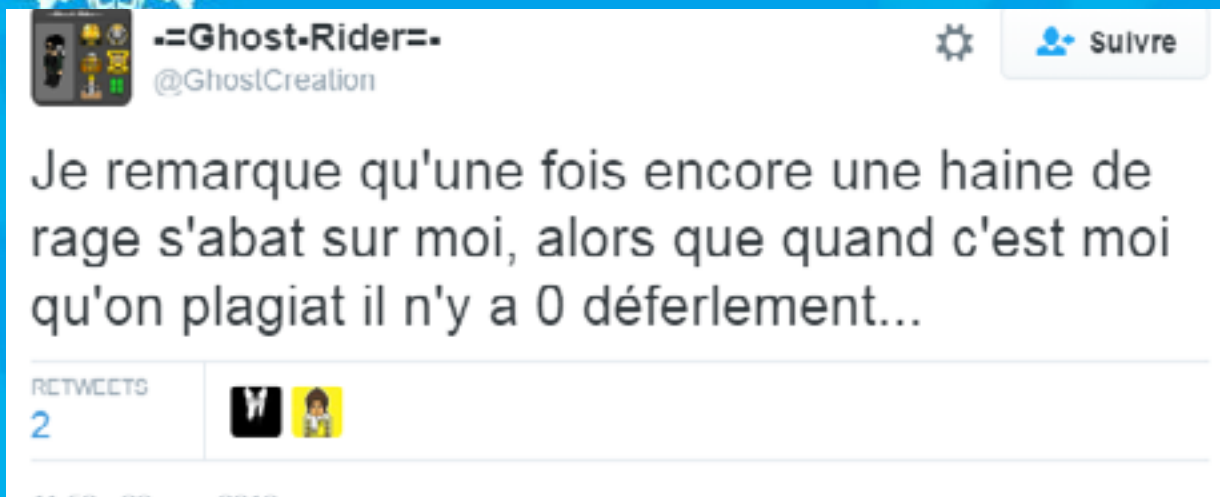 -=Ghost-Rider=-
@GhostCreation
Suivre
Je remarque qu'une fois encore une haine de
rage s'abat sur moi, alors que quand c'est moi
qu'on plagiat il n'y a 0 déferlement...
RETWEETS
2